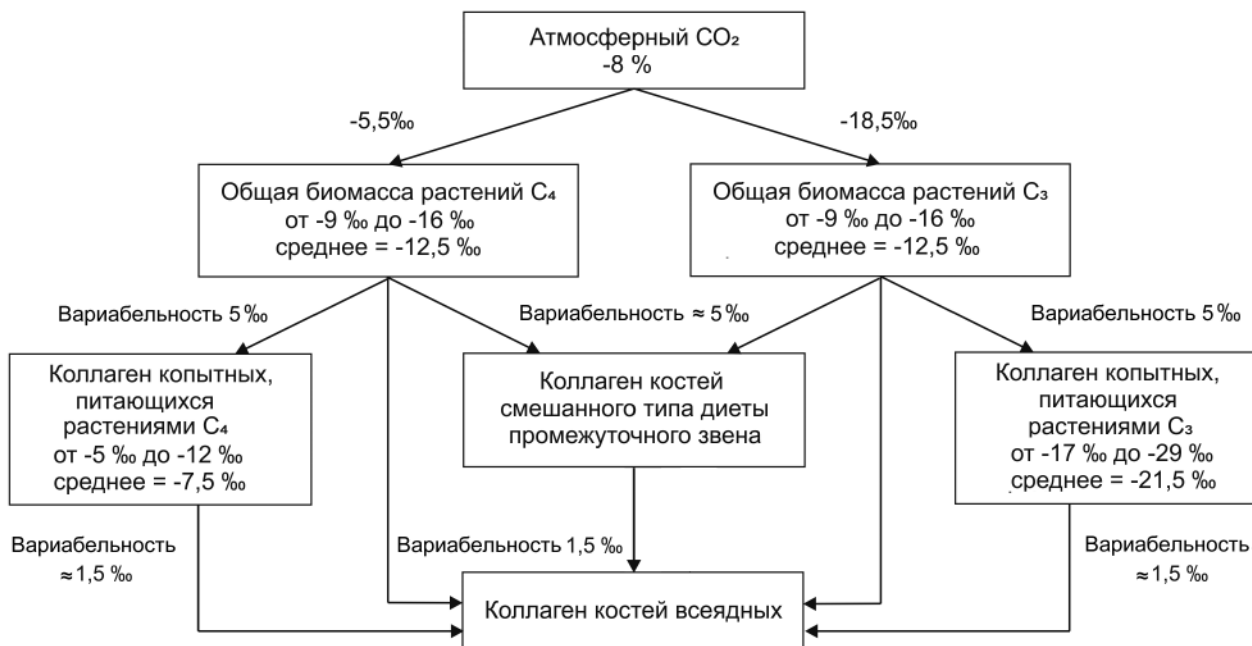 Атмосферный CO₂
-8 %
-5,5‰
-18,5‰
Общая биомасса растений C₄
от -9 ‰ до -16 ‰
среднее = -12,5 ‰
Общая биомасса растений C₃
от -9 ‰ до -16 ‰
среднее = -12,5 ‰
Вариабельность 5‰
Вариабельность ≈ 5‰
Вариабельность 5‰
Коллаген копытных,
питающихся
растениями C₄
от -5 ‰ до -12 ‰
среднее = -7,5 ‰
Коллаген костей
смешанного типа диеты
промежуточного звена
Коллаген копытных,
питающихся
растениями C₃
от -17 ‰ до -29 ‰
среднее = -21,5 ‰
Вариабельность
≈1,5 ‰
Вариабельность 1,5 ‰
Вариабельность
≈1,5 ‰
Коллаген костей всеядных